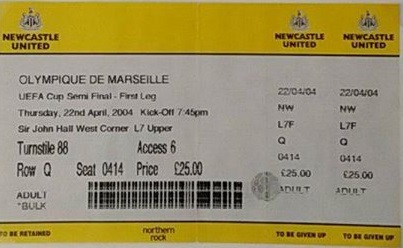 NEWCASTLE
UNITED
NEWCASTLE
UNITED
NEWCASTLE
UNITED
OLYMPIQUE DE MARSEILLE
UEFA Cup Semi Final - First Leg
Thursday, 22nd April, 2004 Kick-Off 7:45pm
Sir John Hall West Corner L7 Upper
Turnstile 88 Access 6
Row Q Seat 0414 Price £25.00
ADULT
*BULK
22/04/04 22/04/04
NW NW
L7F L7F
Q Q
0414 0414
£25.00 £25.00
ADULT ADULT
TO BE RETAINED
northern
rock
TO BE GIVEN UP TO BE GIVEN UP